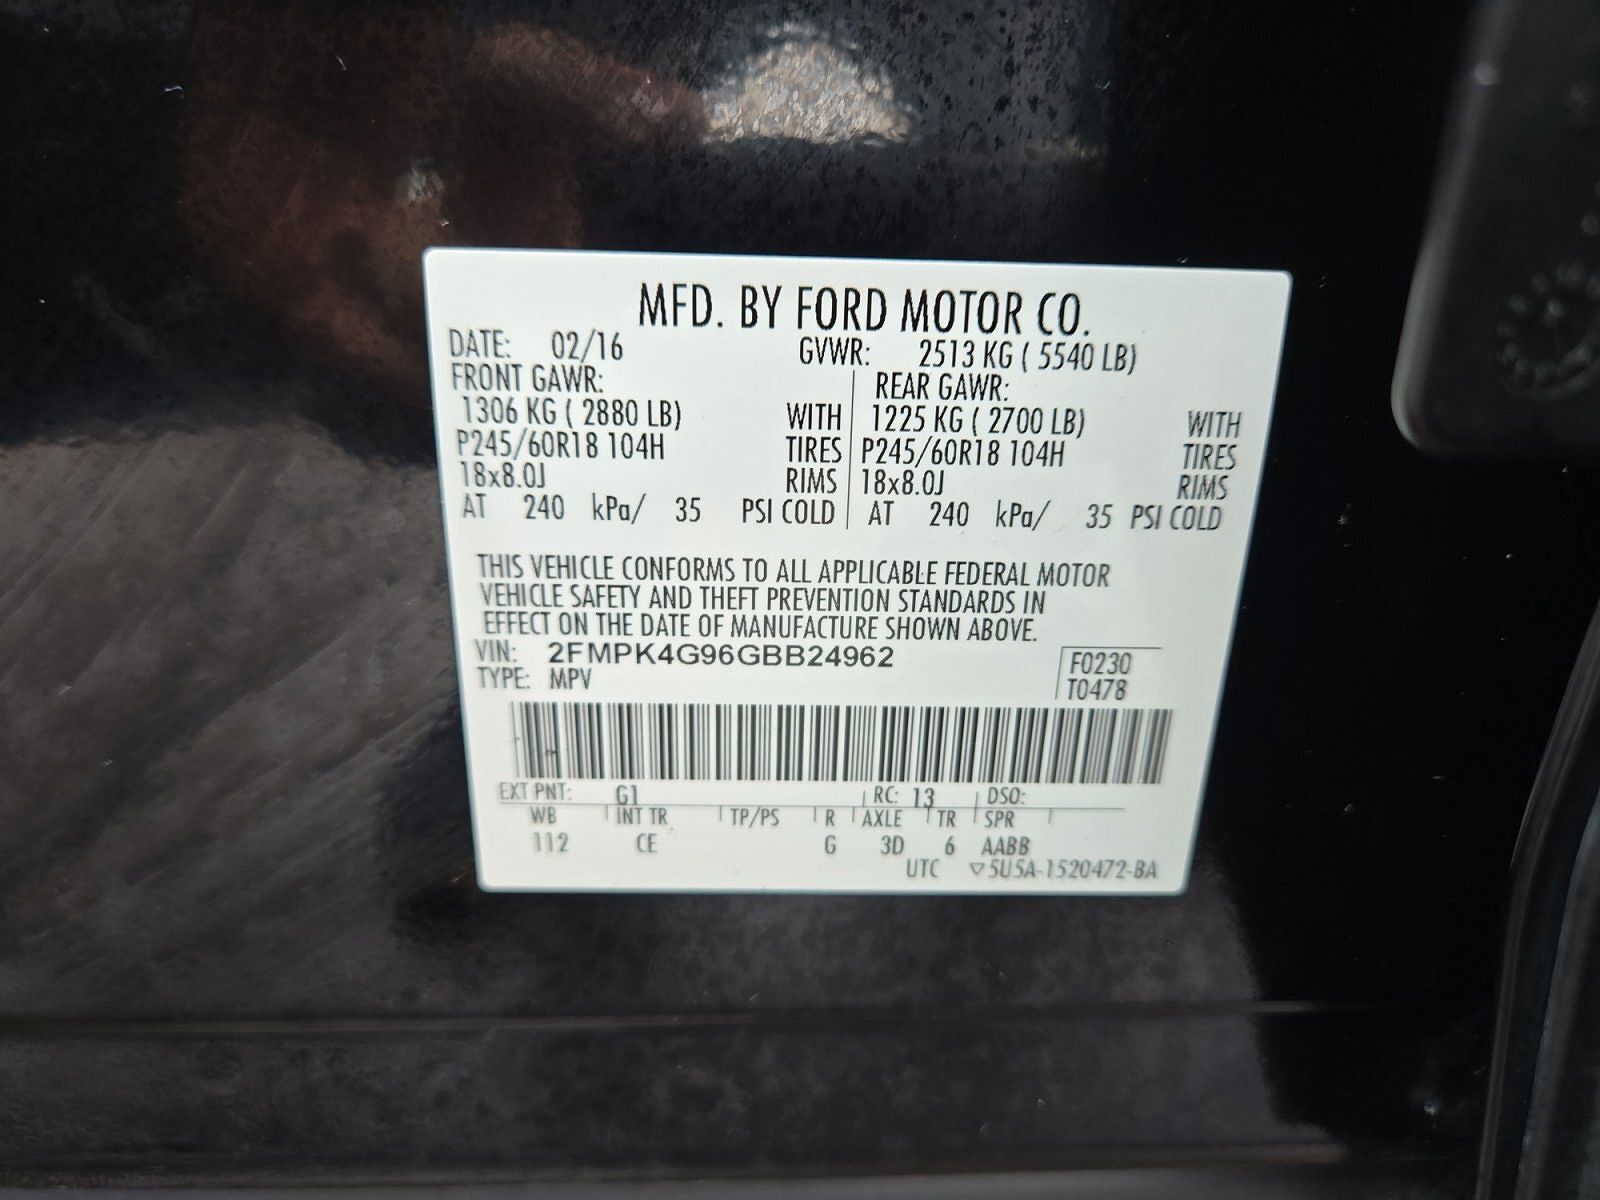 MFD. BY FORD MOTOR CO.
DATE: 02/16 GVWR: 2513 KG ( 5540 LB)
FRONT GAWR: REAR GAWR:
1306 KG ( 2880 LB) WITH 1225 KG ( 2700 LB) WITH
P245/60R18 104H TIRES P245/60R18 104H TIRES
18x8.0J RIMS 18x8.0J RIMS
AT 240 kPa/ 35 PSI COLD AT 240 kPa/ 35 PSI COLD
THIS VEHICLE CONFORMS TO ALL APPLICABLE FEDERAL MOTOR
VEHICLE SAFETY AND THEFT PREVENTION STANDARDS IN
EFFECT ON THE DATE OF MANUFACTURE SHOWN ABOVE.
VIN: 2FMPK4G96GBB24962 F0230
TYPE: MPV T0478
EXT PNT: G1 RC: 13 DSO:
WB INT TR TP/PS R AXLE TR SPR
112 CE G 3D 6 AABB
UTC ▽5U5A-1520472-BA